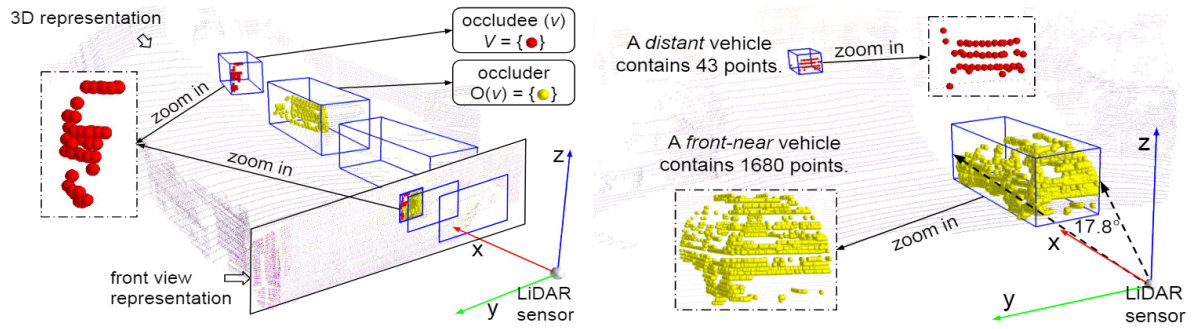 3D representation
occludee (v)
V = {●}
occluder
O(v) = {●}
zoom in
zoom in
z
x
y
front view
representation
LiDAR
sensor
A distant vehicle
contains 43 points.
zoom in
A front-near vehicle
contains 1680 points.
zoom in
z
17.8°
x
y
LiDAR
sensor